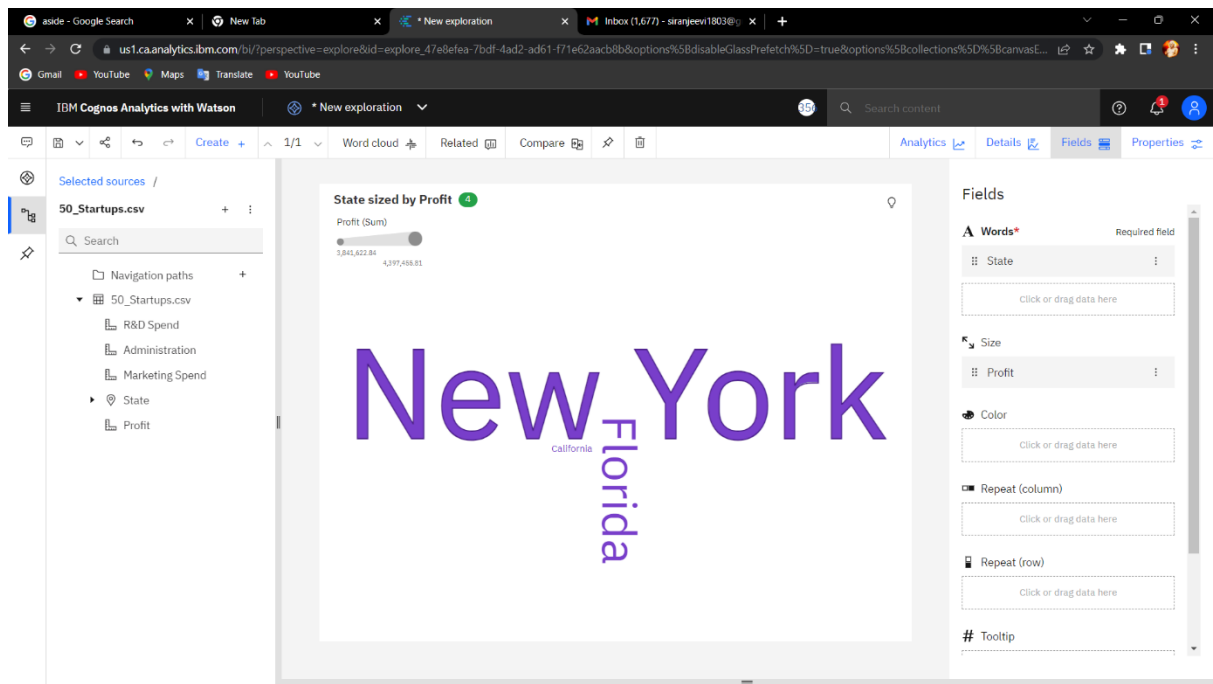 aside - Google Search
New Tab
* New exploration
Inbox (1,677) - siranjeevi1803@g
us1.ca.analytics.ibm.com/bi/?perspective=explore&id=explore_47e8efea-7bdf-4ad2-ad61-f71e62aacb8b&options%5BdisableGlassPrefetch%5D=true&options%5Bcollections%5D%5BcanvasE...
Gmail YouTube Maps Translate YouTube
IBM Cognos Analytics with Watson
* New exploration
Search content
1
Create +
1/1
Word cloud
Related
Compare
Analytics
Details
Fields
Properties
Selected sources /
50_Startups.csv
Search
Navigation paths
50_Startups.csv
R&D Spend
Administration
Marketing Spend
State
Profit
State sized by Profit 4
Profit (Sum)
3,841,622.84
4,397,455.81
New York
California
Florida
Fields
A Words* Required field
State
Click or drag data here
Size
Profit
Color
Click or drag data here
Repeat (column)
Click or drag data here
Repeat (row)
Click or drag data here
# Tooltip